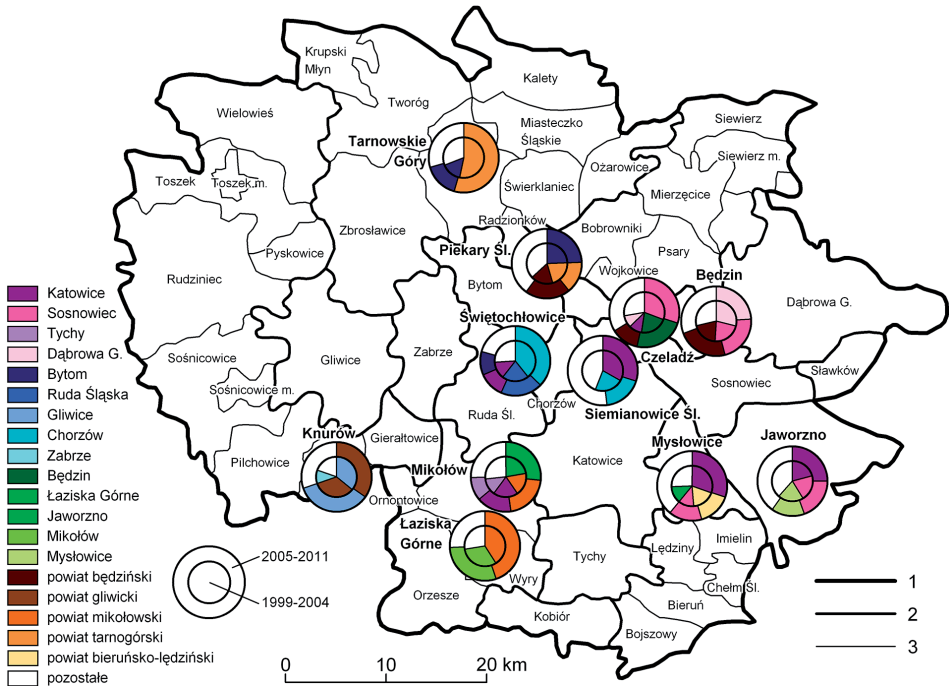 Krupski
Młyn
Kalety
Tworóg
Wielowieś
Siewierz
Miasteczko
Śląskie
Tarnowskie
Góry
Siewierz m.
Ożarowice
Toszek
Toszek m.
Świerklaniec
Mierzęcice
Radzionków
Bobrowniki
Zbrosławice
Pyskowice
Piekary Śl.
Psary
Wojkowice
Będzin
Rudziniec
Bytom
Dąbrowa G.
Świętochłowice
Zabrze
Gliwice
Czeladź
Sośnicowice
Sławków
Sosnowiec
Sośnicowice m.
Chorzów
Siemianowice Śl.
Ruda Śl.
Knurów
Gierałtowice
Mysłowice
Jaworzno
Pilchowice
Mikołów
Katowice
Ornontowice
Łaziska
Górne
Imielin
Lędziny
Tychy
Wyry
Chełm Śl.
Orzesze
Bieruń
Kobiór
Bojszowy
Katowice
Sosnowiec
Tychy
Dąbrowa G.
Bytom
Ruda Śląska
Gliwice
Chorzów
Zabrze
Będzin
Łaziska Górne
Jaworzno
Mikołów
Mysłowice
powiat będziński
powiat gliwicki
powiat mikołowski
powiat tarnogórski
powiat bieruńsko-lędziński
pozostałe
2005-2011
1999-2004
0
20 km
1
2
3